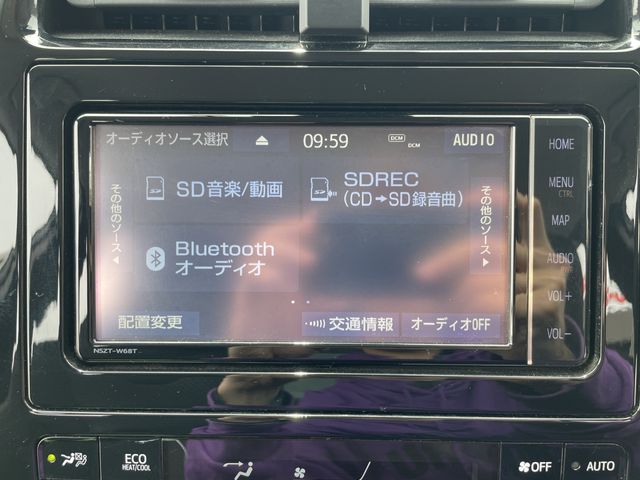 オーディオソース選択 09:59 DCM DCM AUDIO
HOME
その他のソース
SD音楽/動画
SDREC
(CD→SD録音曲)
その他のソース
MENU
CTRL
MAP
Bluetooth
オーディオ
AUDIO
VOL+
配置変更
交通情報
オーディオOFF
VOL-
NSZT-W68T
ECO
HEAT/COOL
OFF
AUTO